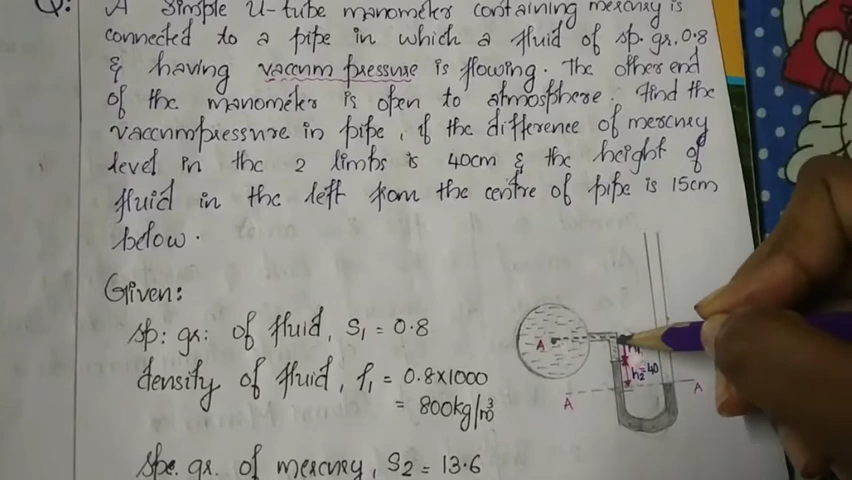 Q: A simple U-tube manometer containing mercury is
connected to a pipe in which a fluid of sp. gr. 0.8
& having vaccum pressure is flowing. The other end
of the manometer is open to atmosphere. find the
vaccumpressure in pipe, if the difference of mercury
level in the 2 limbs is 40cm & the height of
fluid in the left from the centre of pipe is 15cm
below.
Given:
sp: gr: of fluid, S1 = 0.8
density of fluid, ρ1 = 0.8x1000
= 800kg/m3
spe. gr. of mercury, S2 = 13.6
A
h1
h2=40
A
A